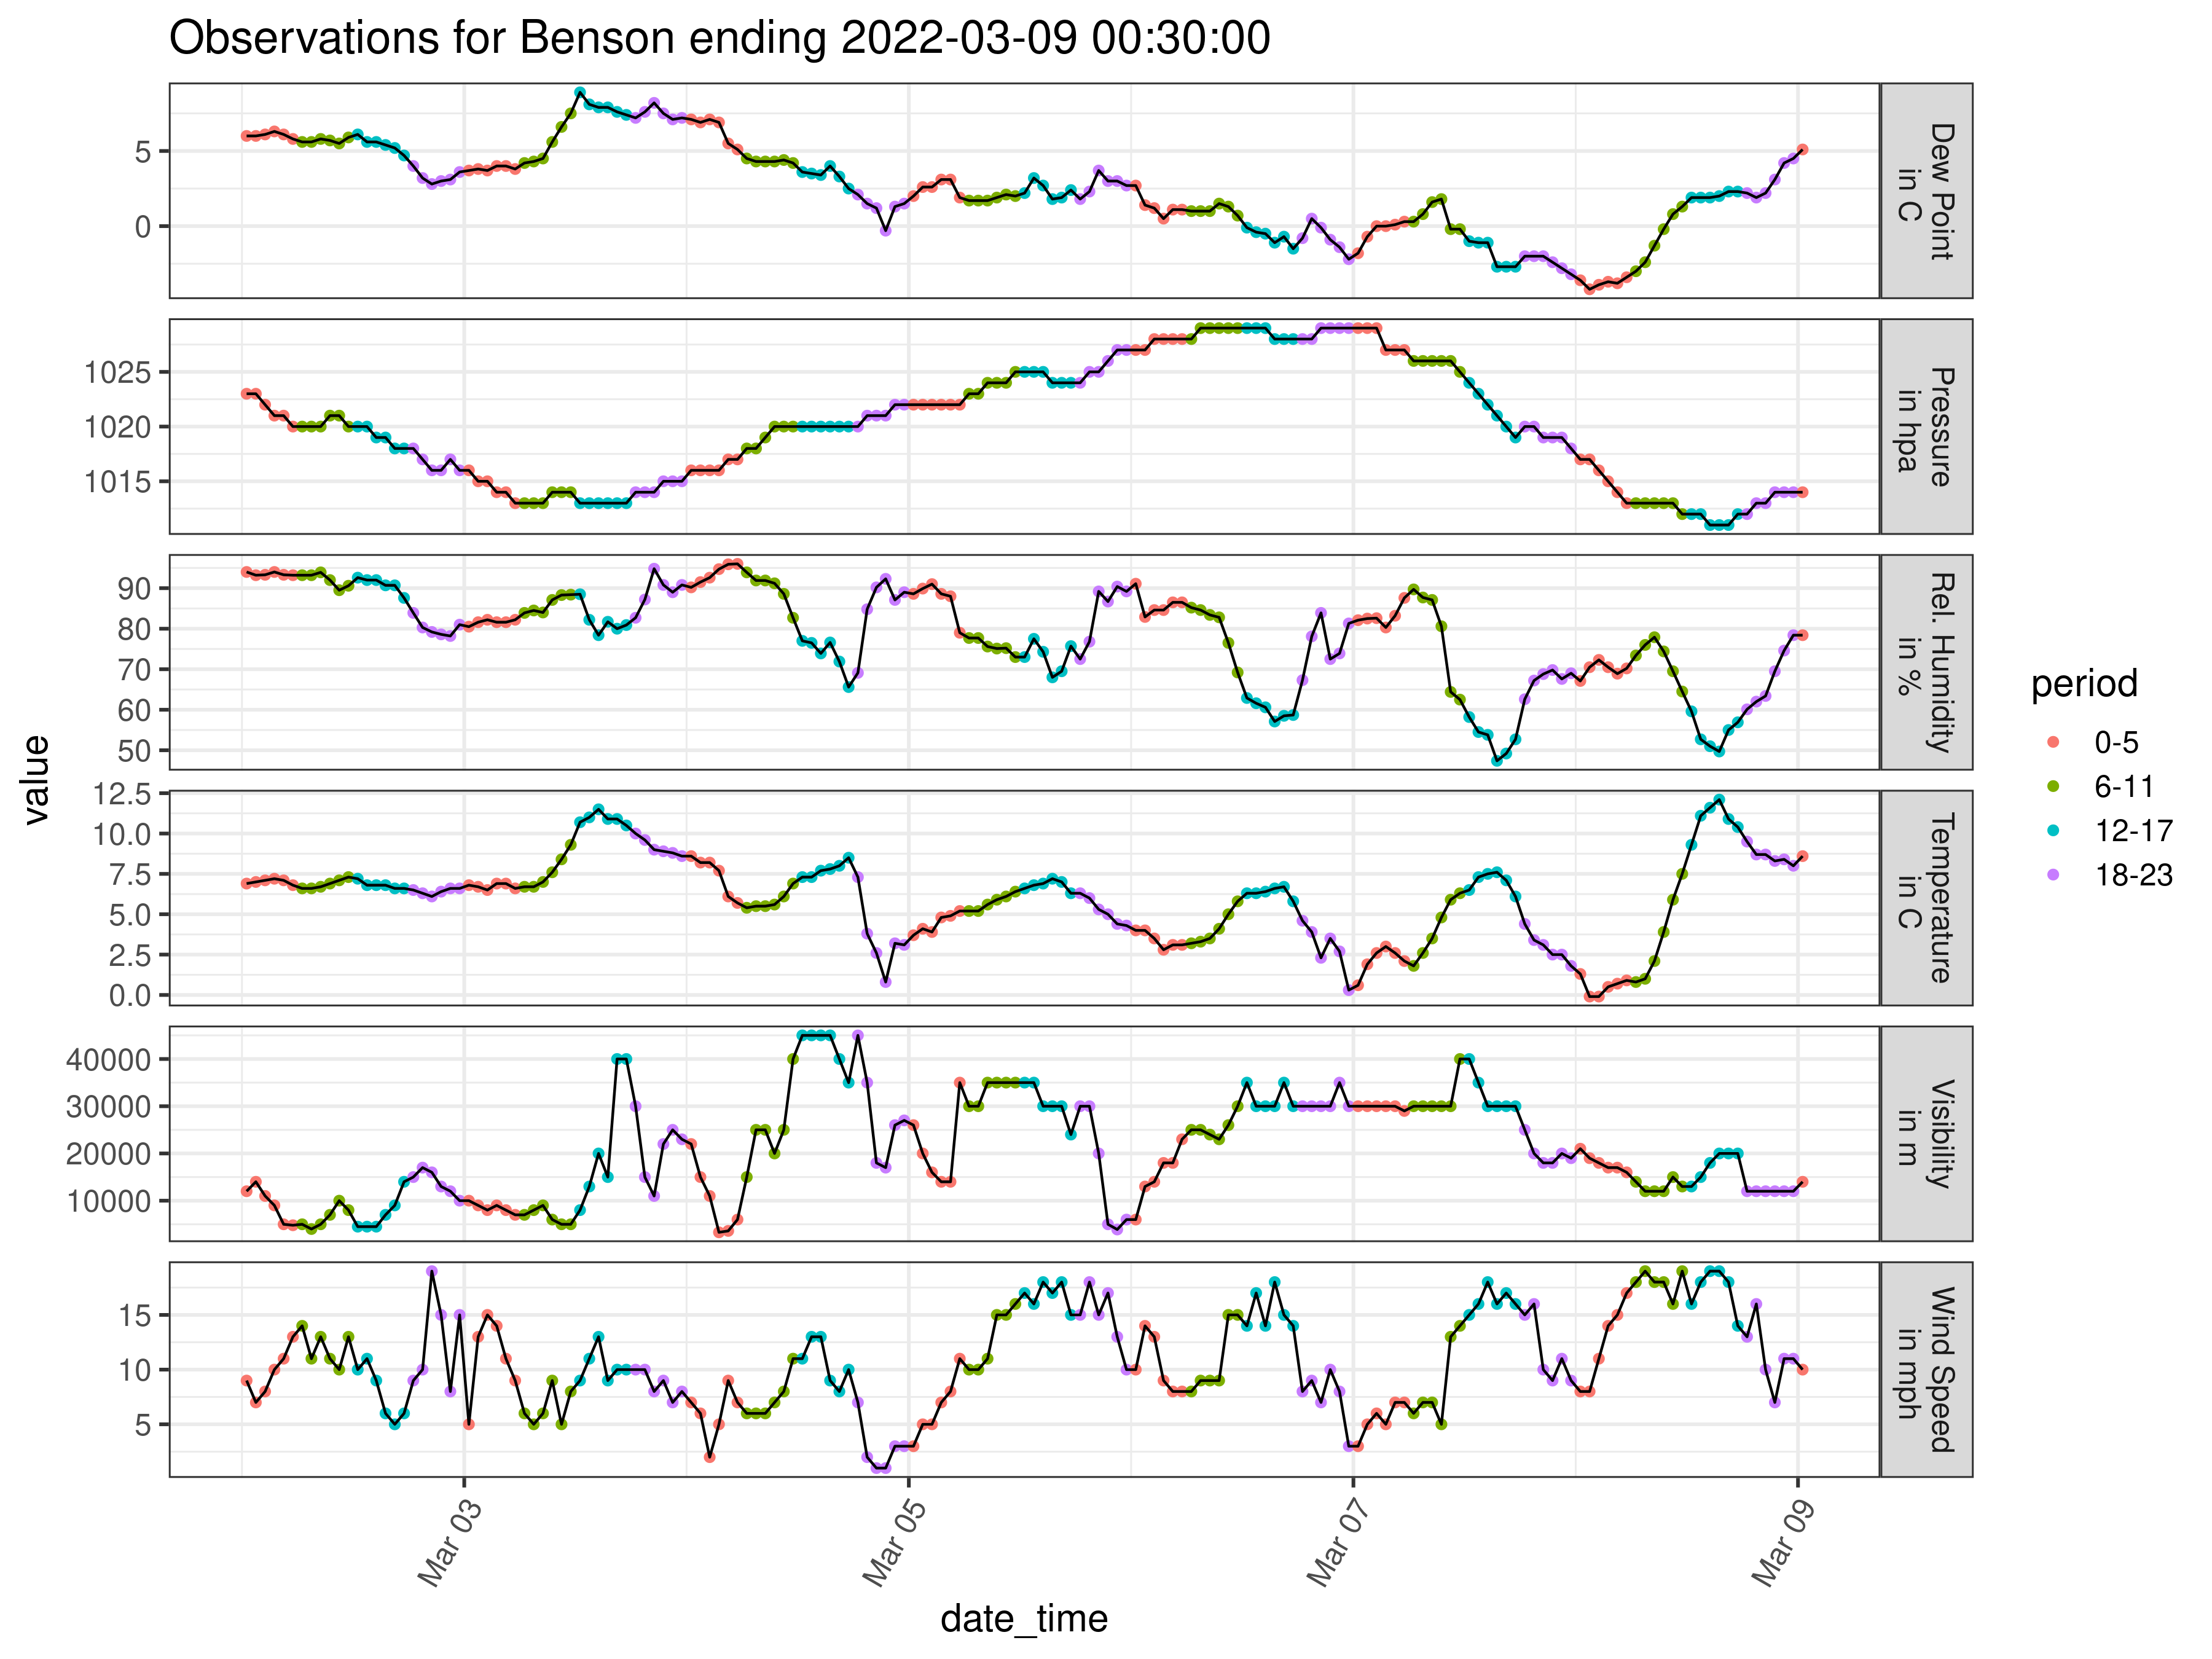 Observations for Benson ending 2022-03-09 00:30:00
value
5
0
Dew Point
in C
1025
1020
1015
Pressure
in hpa
90
80
70
60
50
Rel. Humidity
in %
12.5
10.0
7.5
5.0
2.5
0.0
Temperature
in C
40000
30000
20000
10000
Visibility
in m
15
10
5
Wind Speed
in mph
Mar 03
Mar 05
Mar 07
Mar 09
date_time
period
0-5
6-11
12-17
18-23